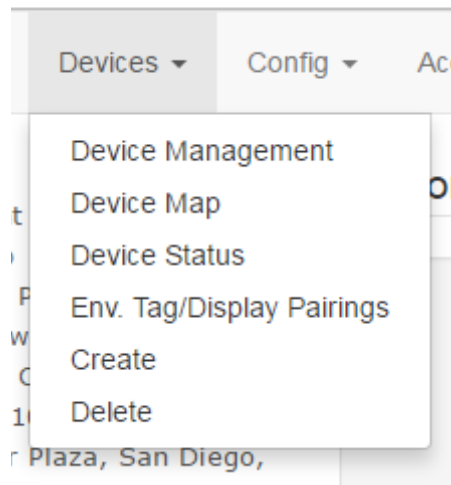 Devices Config
Device Management
Device Map
Device Status
Env. Tag/Display Pairings
Create
Delete
Plaza, San Diego,